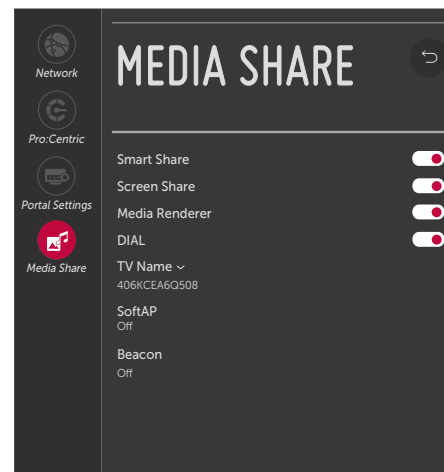 Network
Pro:Centric
Portal Settings
Media Share
MEDIA SHARE
Smart Share
Screen Share
Media Renderer
DIAL
TV Name
406KCEA6Q508
SoftAP
Off
Beacon
Off